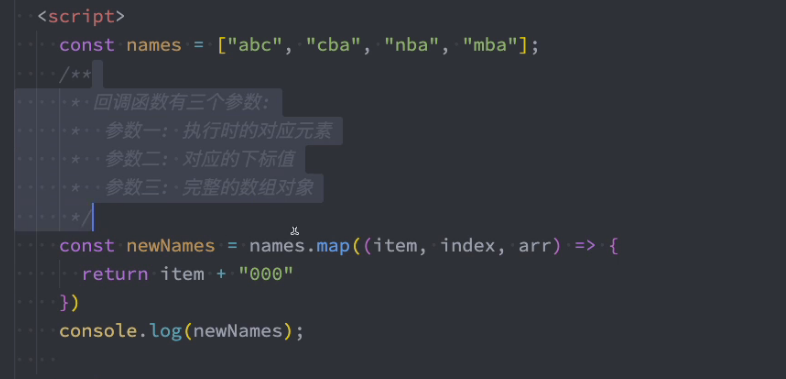 <script>
const names = ["abc", "cba", "nba", "mba"];
/**
* 回调函数有三个参数:
* 参数一: 执行时的对应元素
* 参数二: 对应的下标值
* 参数三: 完整的数组对象
*/
const newNames = names.map((item, index, arr) => {
return item + "000"
})
console.log(newNames);